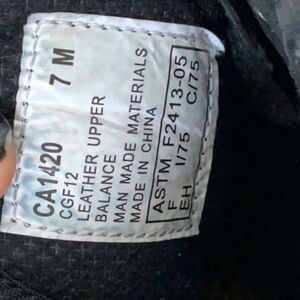 CA1420 7 M
CGF12
LEATHER UPPER
BALANCE
MAN MADE MATERIALS
MADE IN CHINA
ASTM F2413-05
F I/75 C/75
EH